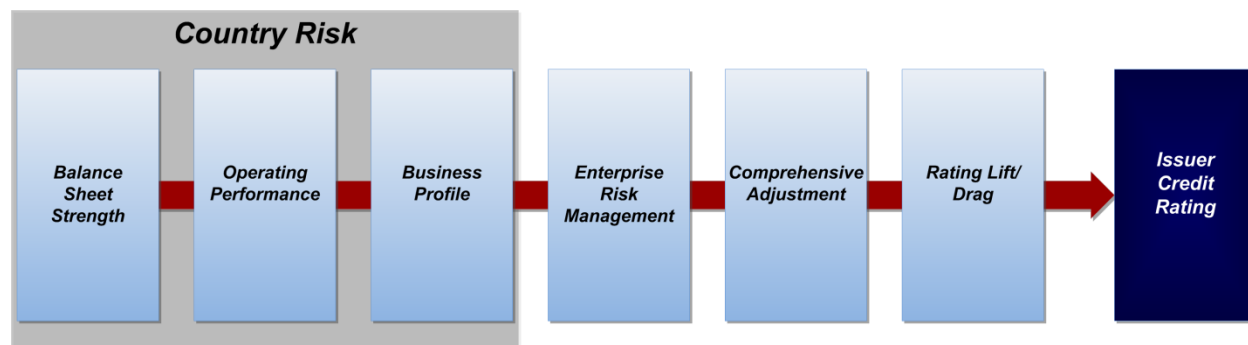 Country Risk
Balance
Sheet
Strength
Operating
Performance
Business
Profile
Enterprise
Risk
Management
Comprehensive
Adjustment
Rating Lift/
Drag
Issuer
Credit
Rating